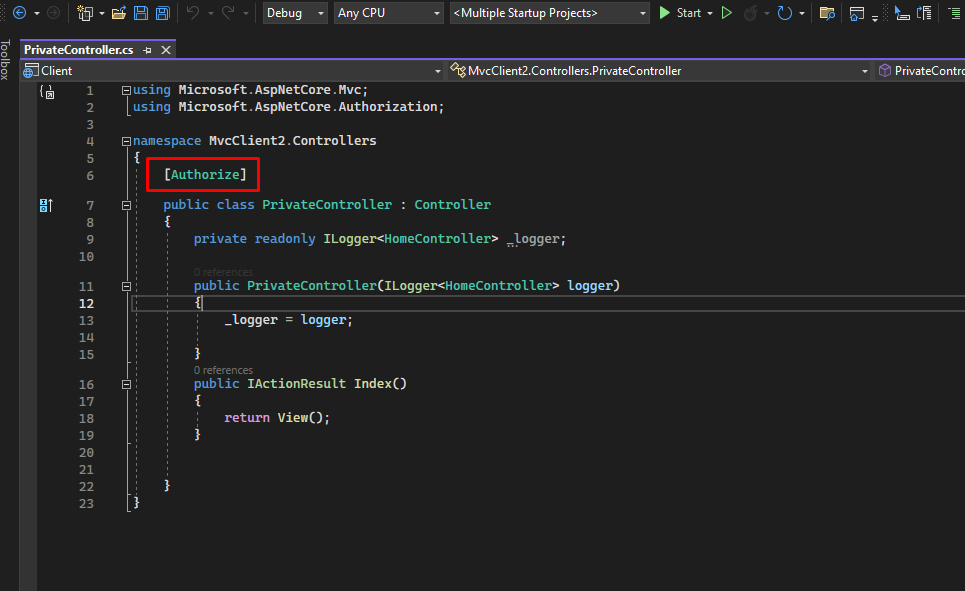 Debug Any CPU <Multiple Startup Projects> Start
Toolbox
PrivateController.cs
Client MvcClient2.Controllers.PrivateController PrivateContro
1 using Microsoft.AspNetCore.Mvc;
2 using Microsoft.AspNetCore.Authorization;
3
4 namespace MvcClient2.Controllers
5 {
6 [Authorize]
7 public class PrivateController : Controller
8 {
9 private readonly ILogger<HomeController> _logger;
10
0 references
11 public PrivateController(ILogger<HomeController> logger)
12 {
13 _logger = logger;
14
15 }
0 references
16 public IActionResult Index()
17 {
18 return View();
19 }
20
21
22 }
23 }